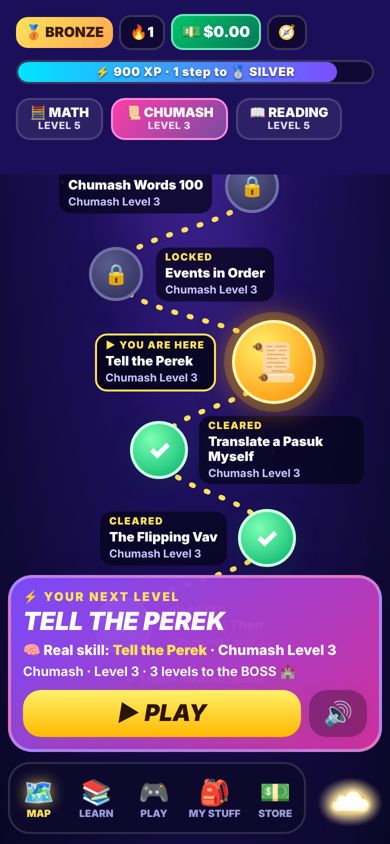 BRONZE
1
$0.00
900 XP · 1 step to SILVER
MATH
LEVEL 5
CHUMASH
LEVEL 3
READING
LEVEL 5
Chumash Words 100
Chumash Level 3
LOCKED
Events in Order
Chumash Level 3
▶ YOU ARE HERE
Tell the Perek
Chumash Level 3
CLEARED
Translate a Pasuk
Myself
Chumash Level 3
CLEARED
The Flipping Vav
Chumash Level 3
YOUR NEXT LEVEL
TELL THE PEREK
Real skill: Tell the Perek · Chumash Level 3
Chumash · Level 3 · 3 levels to the BOSS
▶ PLAY
MAP
LEARN
PLAY
MY STUFF
STORE